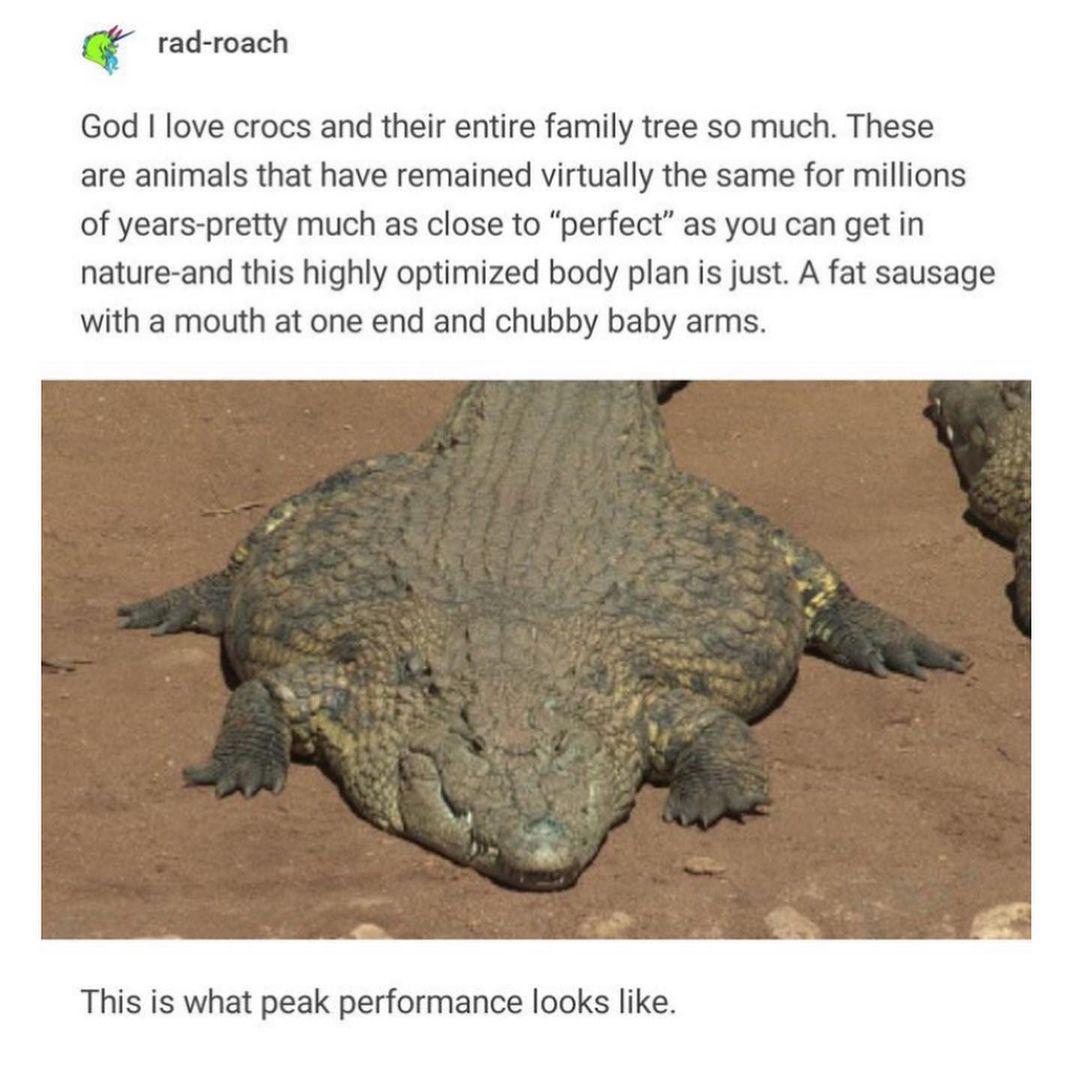 rad-roach
God I love crocs and their entire family tree so much. These
are animals that have remained virtually the same for millions
of years-pretty much as close to “perfect” as you can get in
nature-and this highly optimized body plan is just. A fat sausage
with a mouth at one end and chubby baby arms.
This is what peak performance looks like.